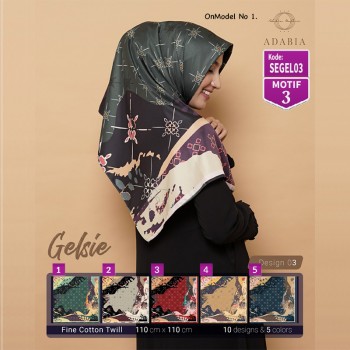 OnModel No 1.
ADABIA
Kode:
SEGEL03
MOTIF
3
Gelsie
Design 03
1 2 3 4 5
Fine Cotton Twill 110 cm x 110 cm 10 designs & 5 colors